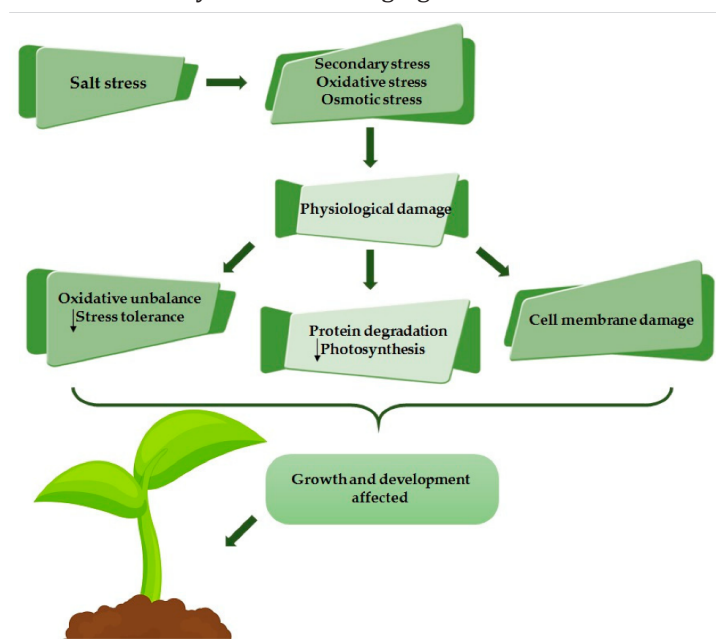 Salt stress
Secondary stress
Oxidative stress
Osmotic stress
Physiological damage
Oxidative unbalance
↓Stress tolerance
Protein degradation
↓Photosynthesis
Cell membrane damage
Growth and development
affected